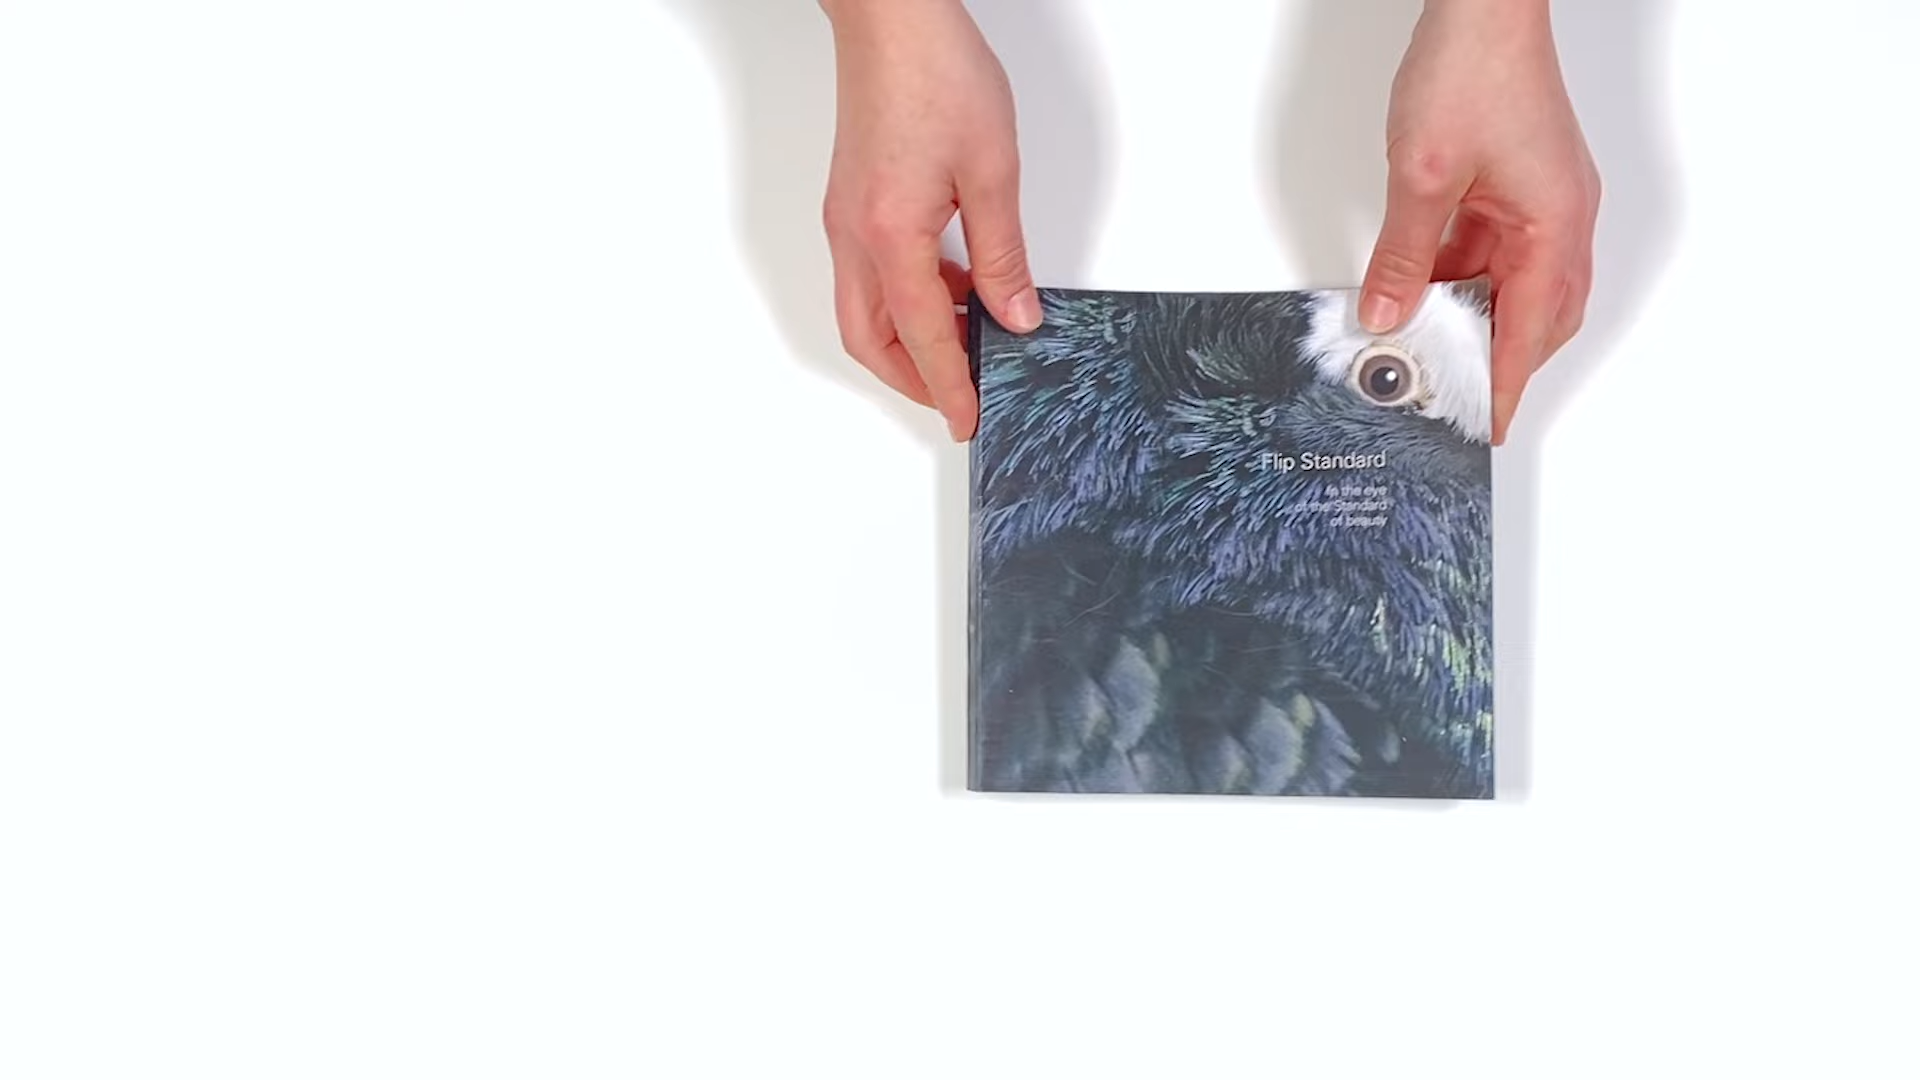 Flip Standard
In the eye
of the Standard
of beauty